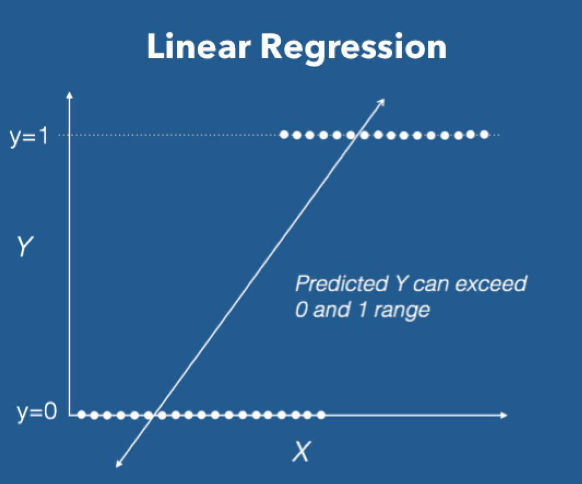 Linear Regression
y=1
Y
Predicted Y can exceed
0 and 1 range
y=0
X